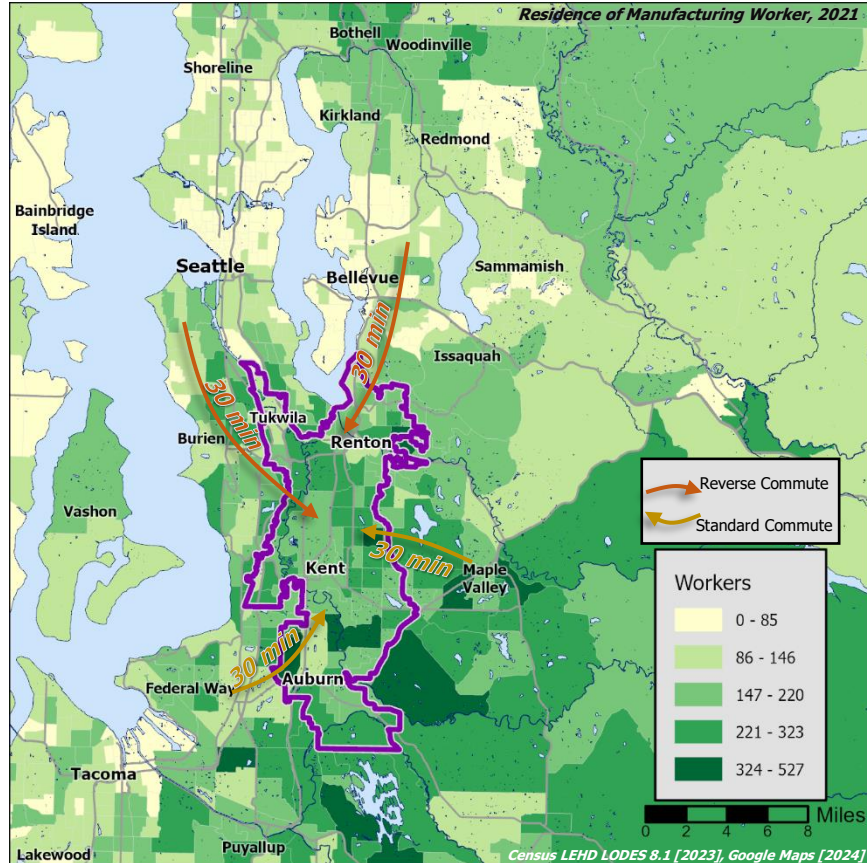 Residence of Manufacturing Worker, 2021
Bothell
Woodinville
Shoreline
Kirkland
Redmond
Bainbridge
Island
Seattle
Bellevue
Sammamish
30 min
Issaquah
30 min
Tukwila
Burien
Renton
Vashon
Reverse Commute
Standard Commute
30 min
Kent
Maple
Valley
Workers
0 - 85
86 - 146
147 - 220
221 - 323
324 - 527
30 min
Federal Way
Auburn
Tacoma
Miles
0 2 4 6 8
Puyallup
Lakewood
Census LEHD LODES 8.1 [2023], Google Maps [2024]